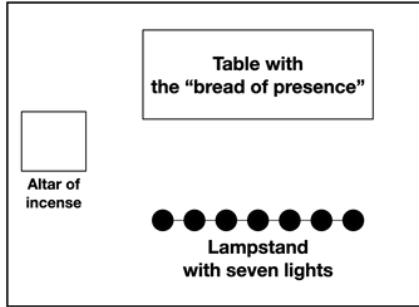 Table with
the “bread of presence”
Altar of
incense
Lampstand
with seven lights